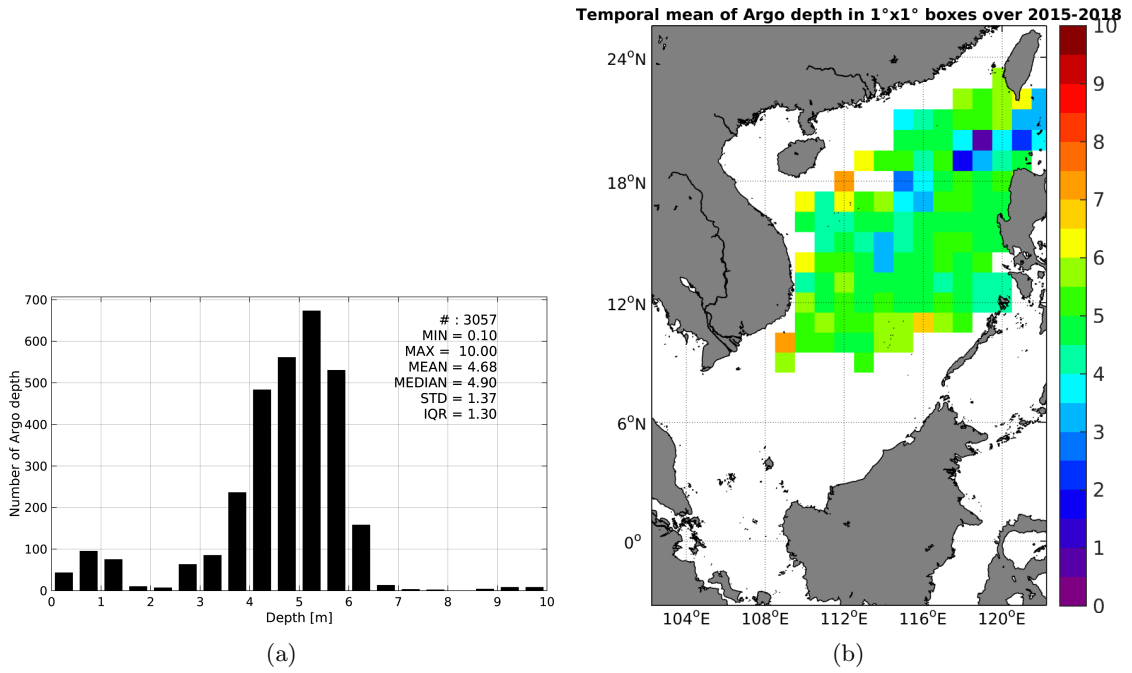 Temporal mean of Argo depth in 1°x1° boxes over 2015-2018
10
9
8
7
6
5
4
3
2
1
0
24°N
18°N
12°N
6°N
0°
104°E 108°E 112°E 116°E 120°E
700
600
500
400
300
200
100
0
Number of Argo depth
# : 3057
MIN = 0.10
MAX = 10.00
MEAN = 4.68
MEDIAN = 4.90
STD = 1.37
IQR = 1.30
0 1 2 3 4 5 6 7 8 9 10
Depth [m]
(a)
(b)